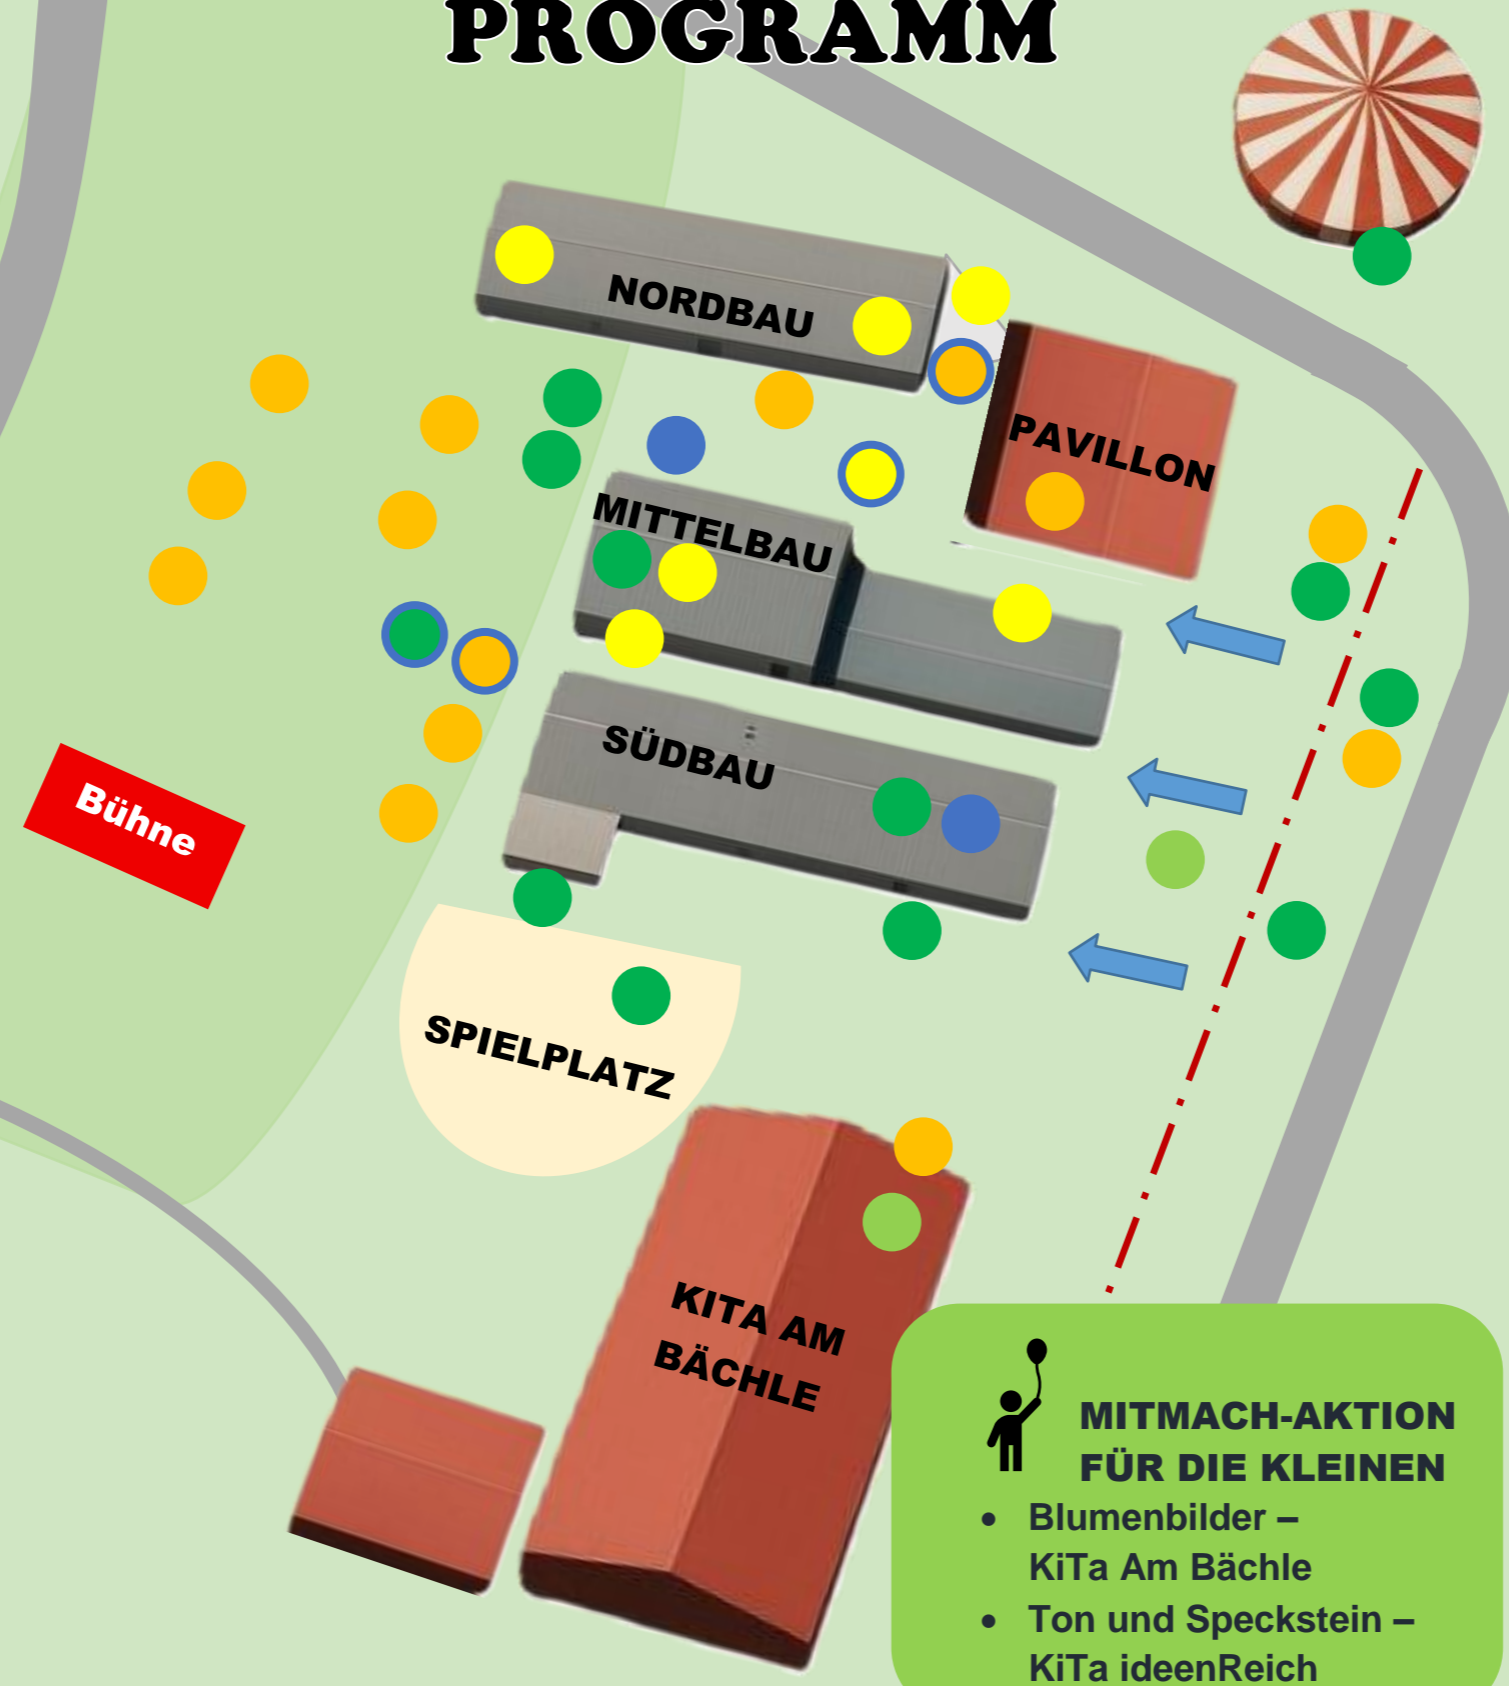 PROGRAMM
NORDBAU
PAVILLON
MITTELBAU
SÜDBAU
Bühne
SPIELPLATZ
KITA AM
BÄCHLE
MITMACH-AKTION
FÜR DIE KLEINEN
• Blumenbilder –
KiTa Am Bächle
• Ton und Speckstein –
KiTa ideenReich